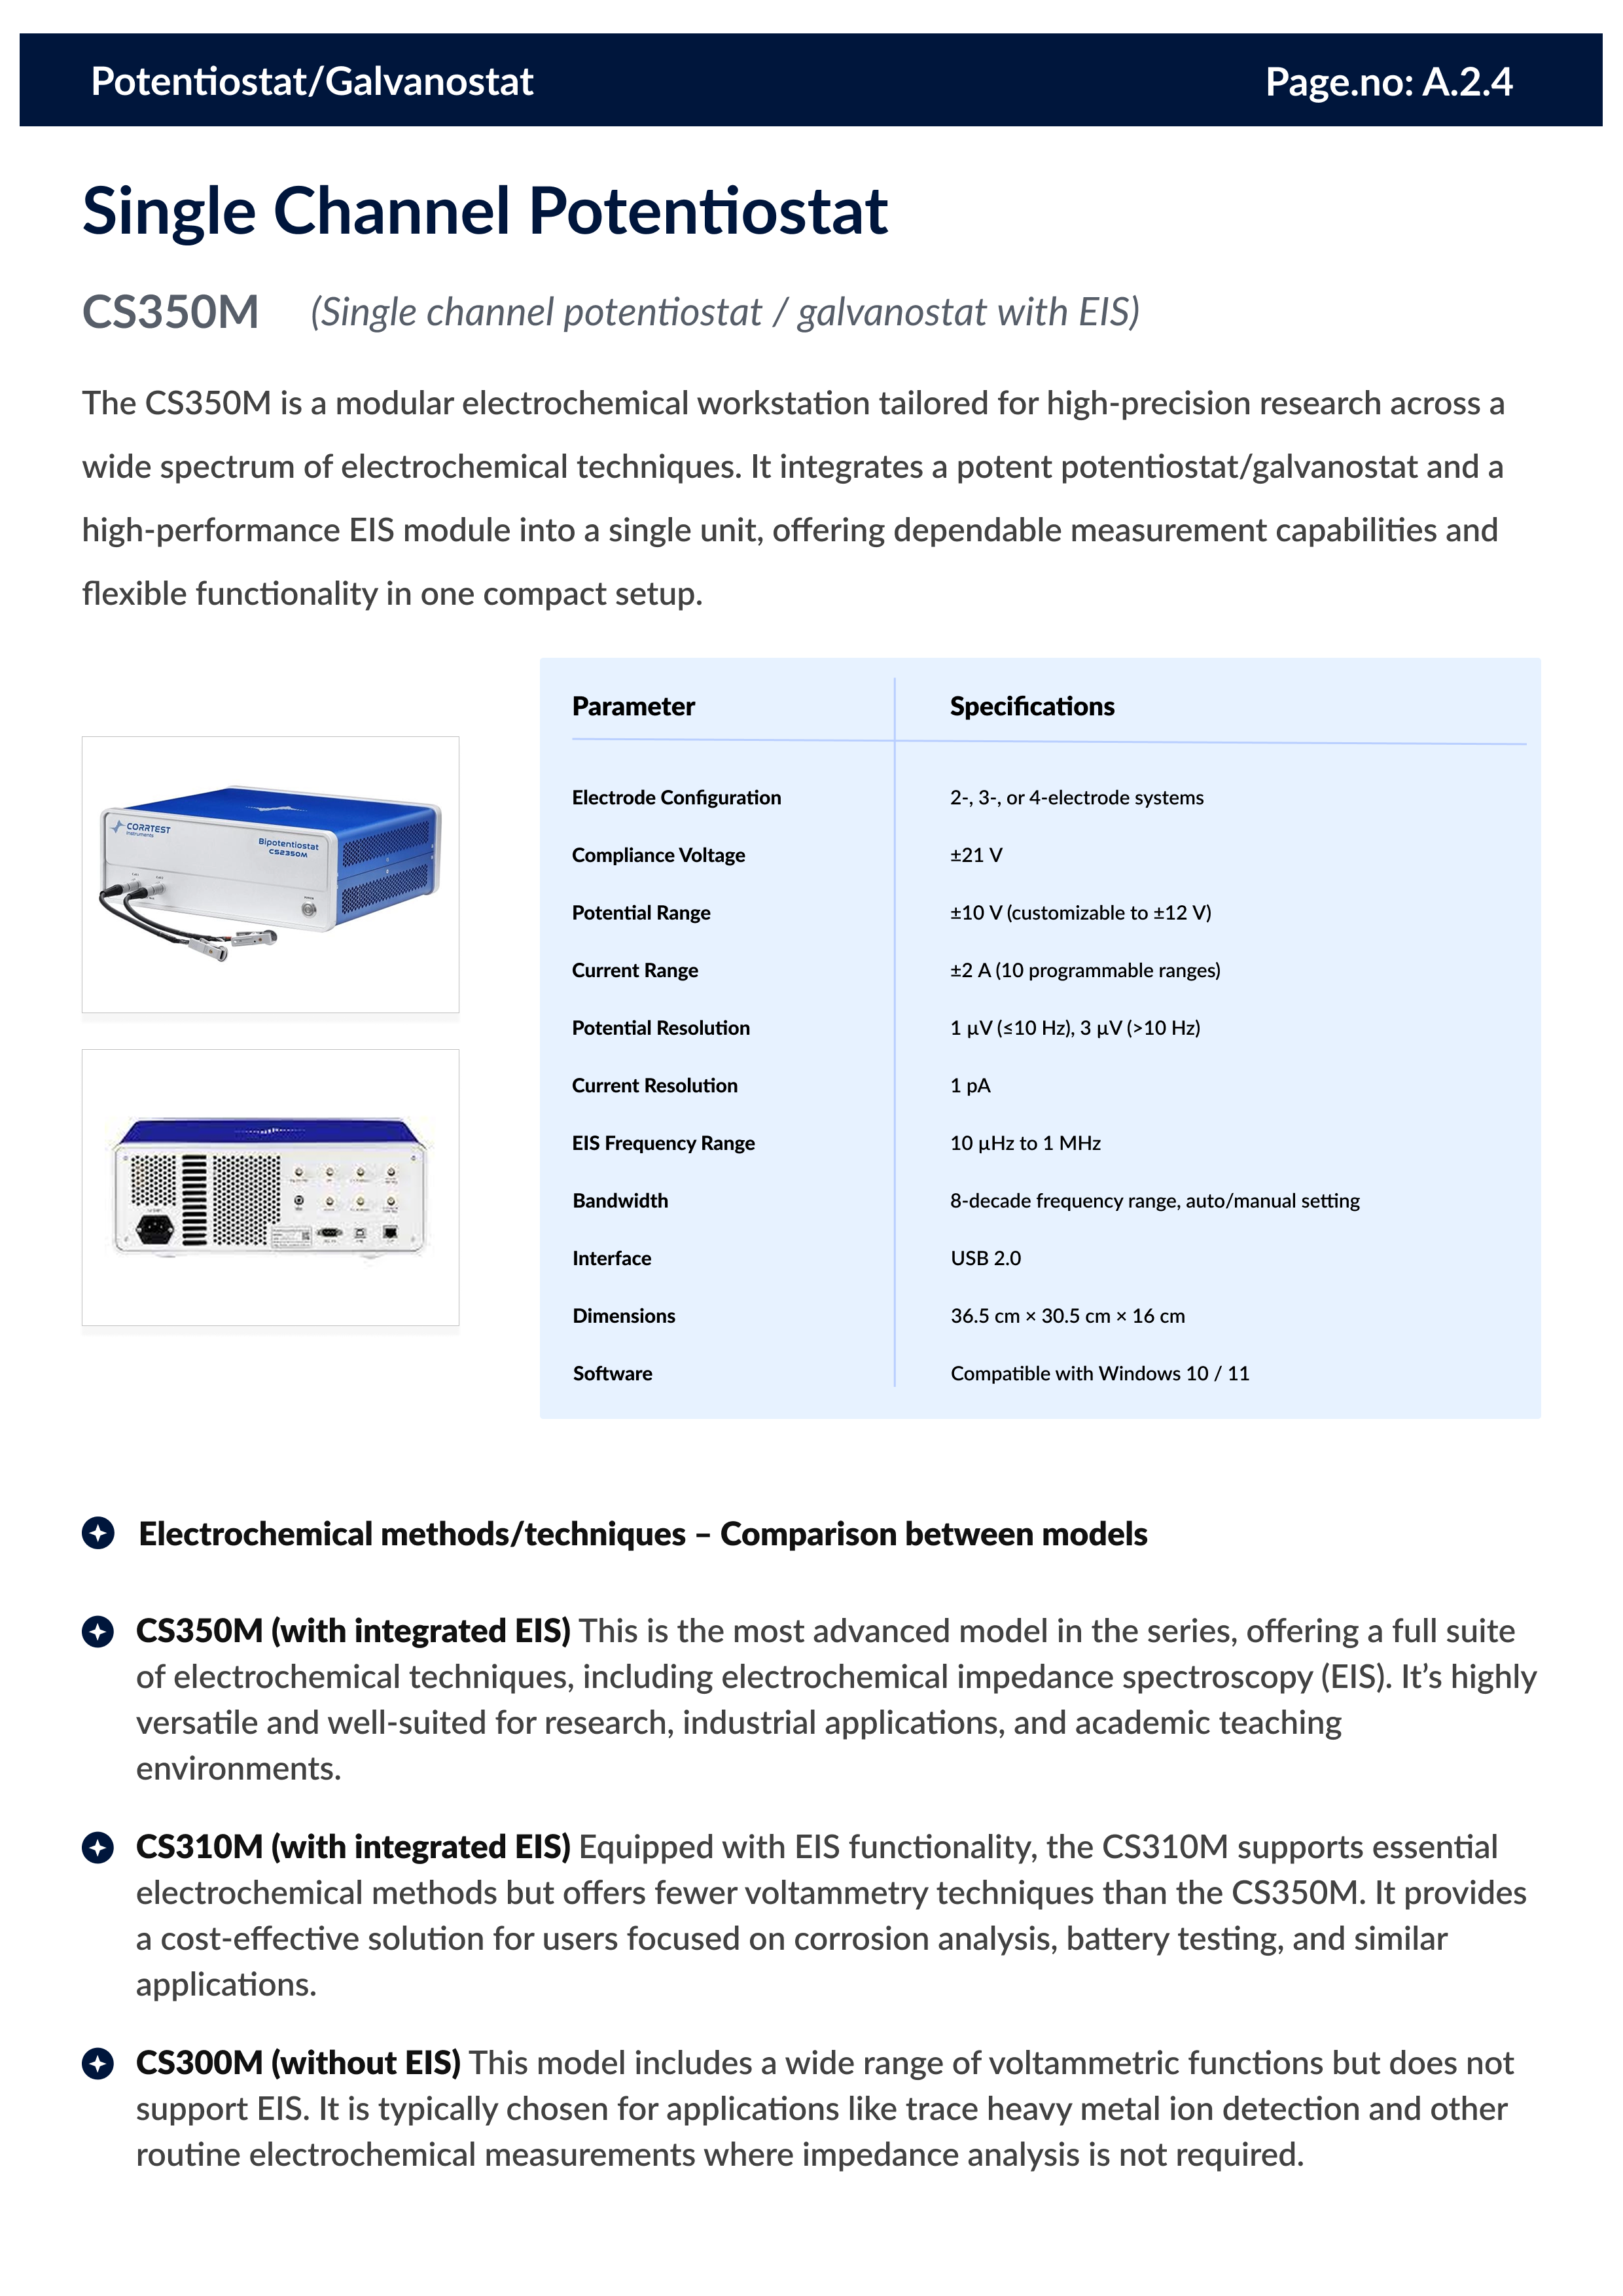 Potentiostat/Galvanostat
Page.no: A.2.4
Single Channel Potentiostat
CS350M (Single channel potentiostat / galvanostat with EIS)
The CS350M is a modular electrochemical workstation tailored for high-precision research across a
wide spectrum of electrochemical techniques. It integrates a potent potentiostat/galvanostat and a
high-performance EIS module into a single unit, offering dependable measurement capabilities and
flexible functionality in one compact setup.
CORRTEST
Instruments
Bipotentiostat
CS2350M
Parameter Specifications
Electrode Configuration 2-, 3-, or 4-electrode systems
Compliance Voltage ±21 V
Potential Range ±10 V (customizable to ±12 V)
Current Range ±2 A (10 programmable ranges)
Potential Resolution 1 µV (≤10 Hz), 3 µV (>10 Hz)
Current Resolution 1 pA
EIS Frequency Range 10 µHz to 1 MHz
Bandwidth 8-decade frequency range, auto/manual setting
Interface USB 2.0
Dimensions 36.5 cm × 30.5 cm × 16 cm
Software Compatible with Windows 10 / 11
Electrochemical methods/techniques – Comparison between models
CS350M (with integrated EIS) This is the most advanced model in the series, offering a full suite
of electrochemical techniques, including electrochemical impedance spectroscopy (EIS). It’s highly
versatile and well-suited for research, industrial applications, and academic teaching
environments.
CS310M (with integrated EIS) Equipped with EIS functionality, the CS310M supports essential
electrochemical methods but offers fewer voltammetry techniques than the CS350M. It provides
a cost-effective solution for users focused on corrosion analysis, battery testing, and similar
applications.
CS300M (without EIS) This model includes a wide range of voltammetric functions but does not
support EIS. It is typically chosen for applications like trace heavy metal ion detection and other
routine electrochemical measurements where impedance analysis is not required.